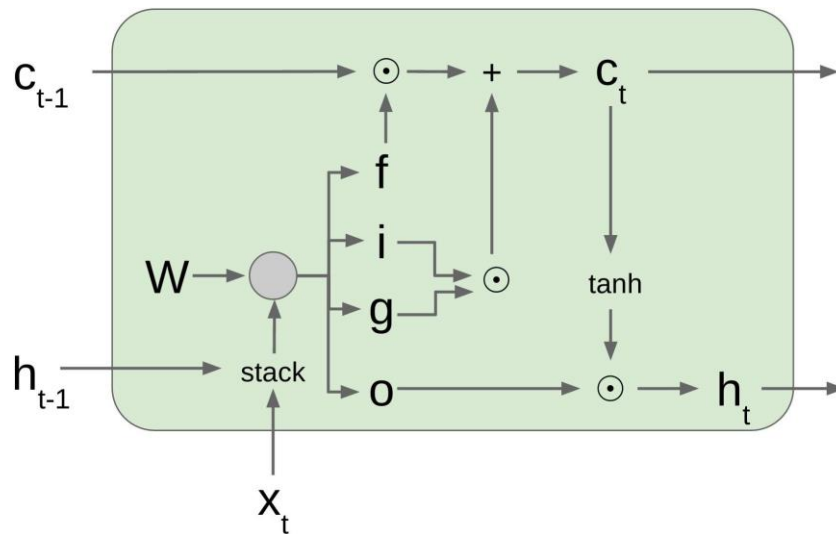 c_{t-1}
⊙
+
c_t
f
W
i
⊙
g
tanh
h_{t-1}
stack
o
⊙
h_t
x_t